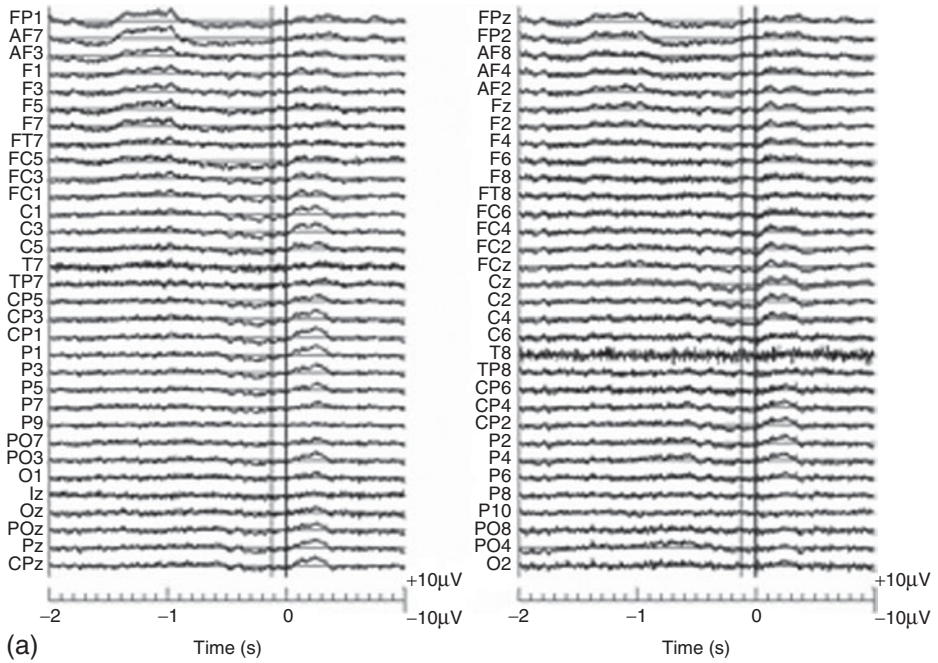 FP1
AF7
AF3
F1
F3
F5
F7
FT7
FC5
FC3
FC1
C1
C3
C5
T7
TP7
CP5
CP3
CP1
P1
P3
P5
P7
P9
PO7
PO3
O1
Iz
Oz
POz
Pz
CPz
−2 −1 0
Time (s)
+10µV
−10µV
FPz
FP2
AF8
AF4
AF2
Fz
F2
F4
F6
F8
FT8
FC6
FC4
FC2
FCz
Cz
C2
C4
C6
T8
TP8
CP6
CP4
CP2
P2
P4
P6
P8
P10
PO8
PO4
O2
−2 −1 0
Time (s)
+10µV
−10µV
(a)